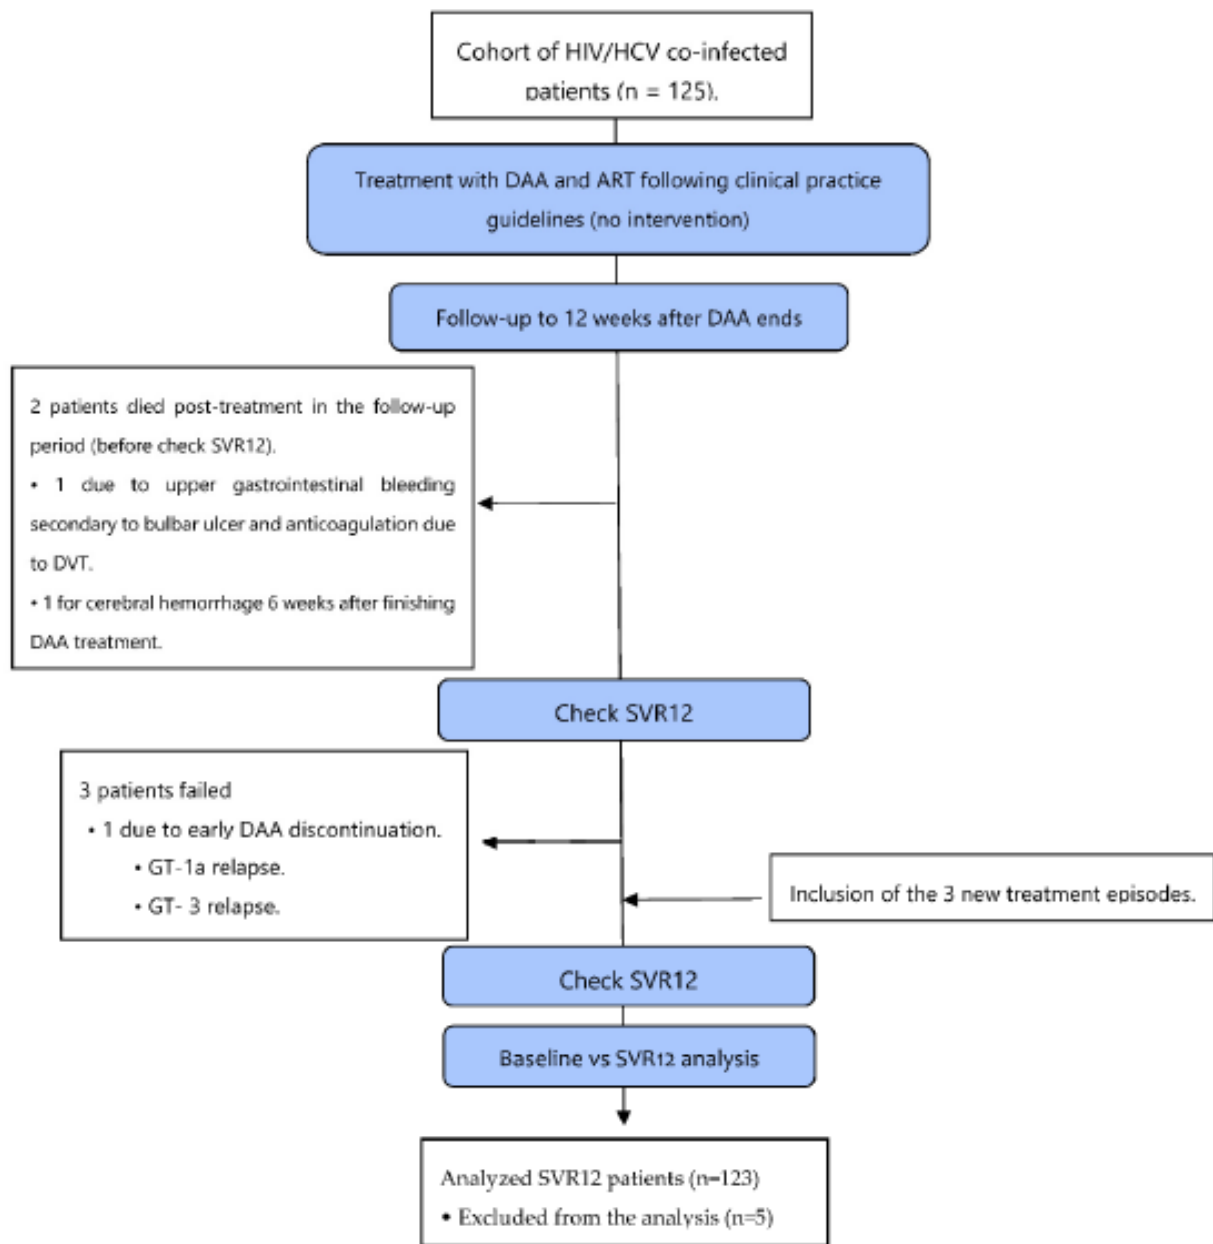 Cohort of HIV/HCV co-infected
patients (n = 125).
Treatment with DAA and ART following clinical practice
guidelines (no intervention)
Follow-up to 12 weeks after DAA ends
2 patients died post-treatment in the follow-up
period (before check SVR12).
• 1 due to upper gastrointestinal bleeding
secondary to bulbar ulcer and anticoagulation due
to DVT.
• 1 for cerebral hemorrhage 6 weeks after finishing
DAA treatment.
Check SVR12
3 patients failed
• 1 due to early DAA discontinuation.
• GT-1a relapse.
• GT- 3 relapse.
Inclusion of the 3 new treatment episodes.
Check SVR12
Baseline vs SVR12 analysis
Analyzed SVR12 patients (n=123)
• Excluded from the analysis (n=5)